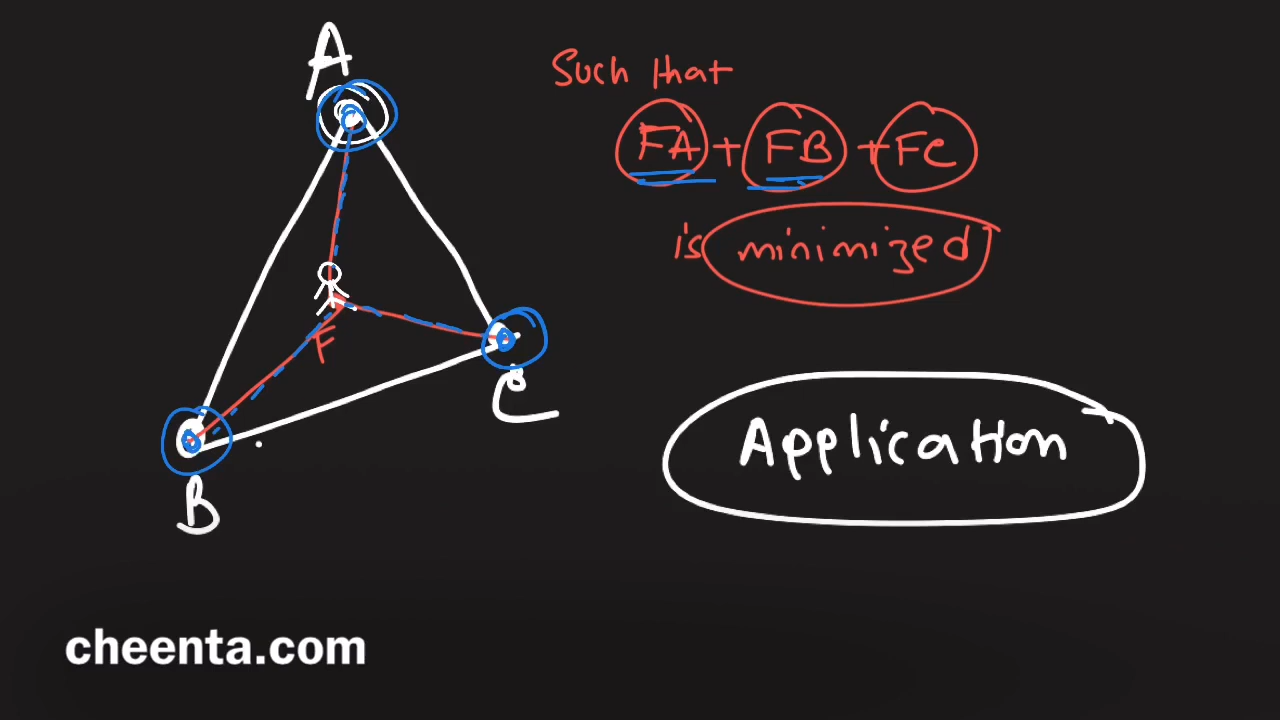 A
Such that
FA + FB + FC
is minimized
F
C
Application
B
cheenta.com